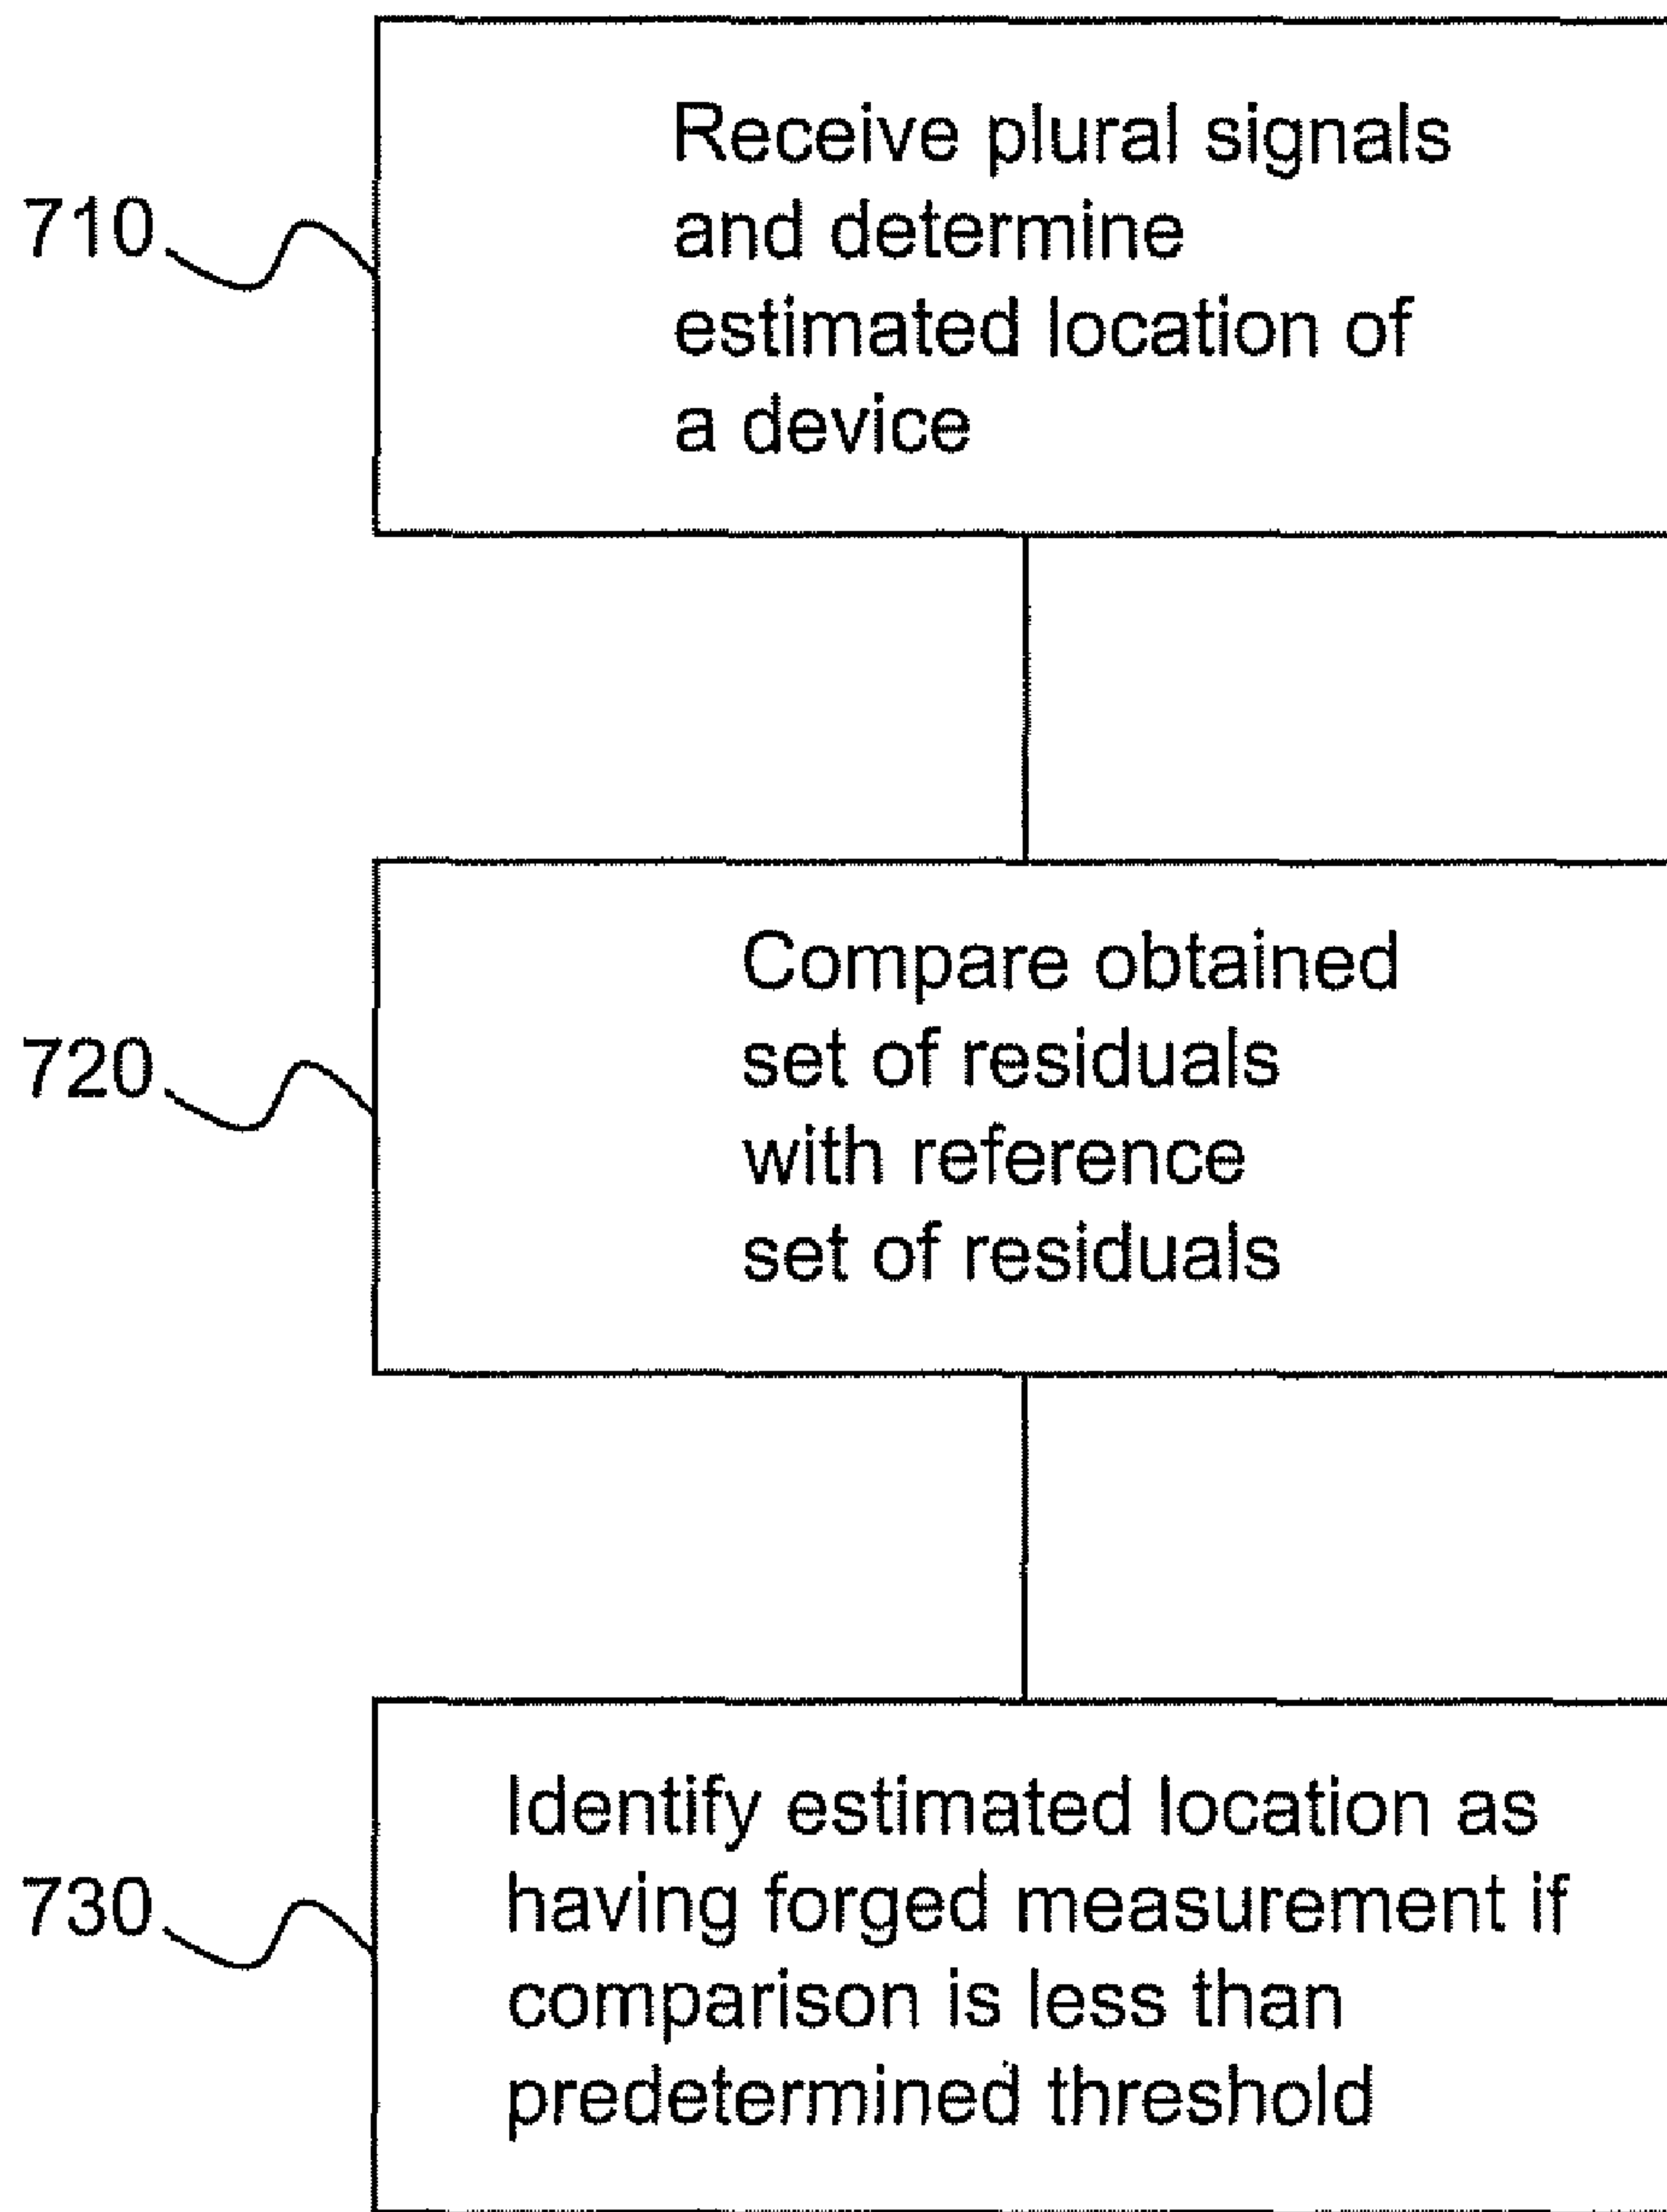 Receive plural signals
and determine
estimated location of
a device
710
Compare obtained
set of residuals
with reference
set of residuals
720
Identify estimated location as
having forged measurement if
comparison is less than
predetermined threshold
730